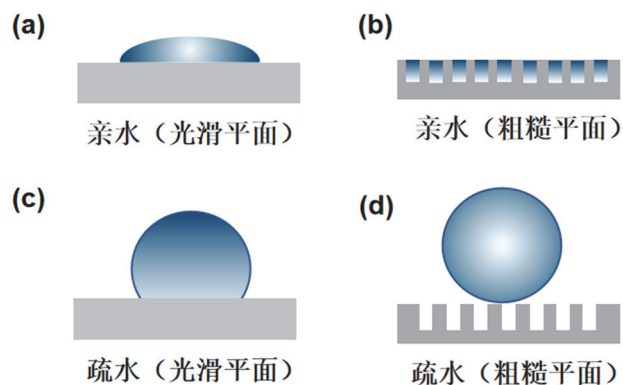 (a)
亲水（光滑平面）
(b)
亲水（粗糙平面）
(c)
疏水（光滑平面）
(d)
疏水（粗糙平面）